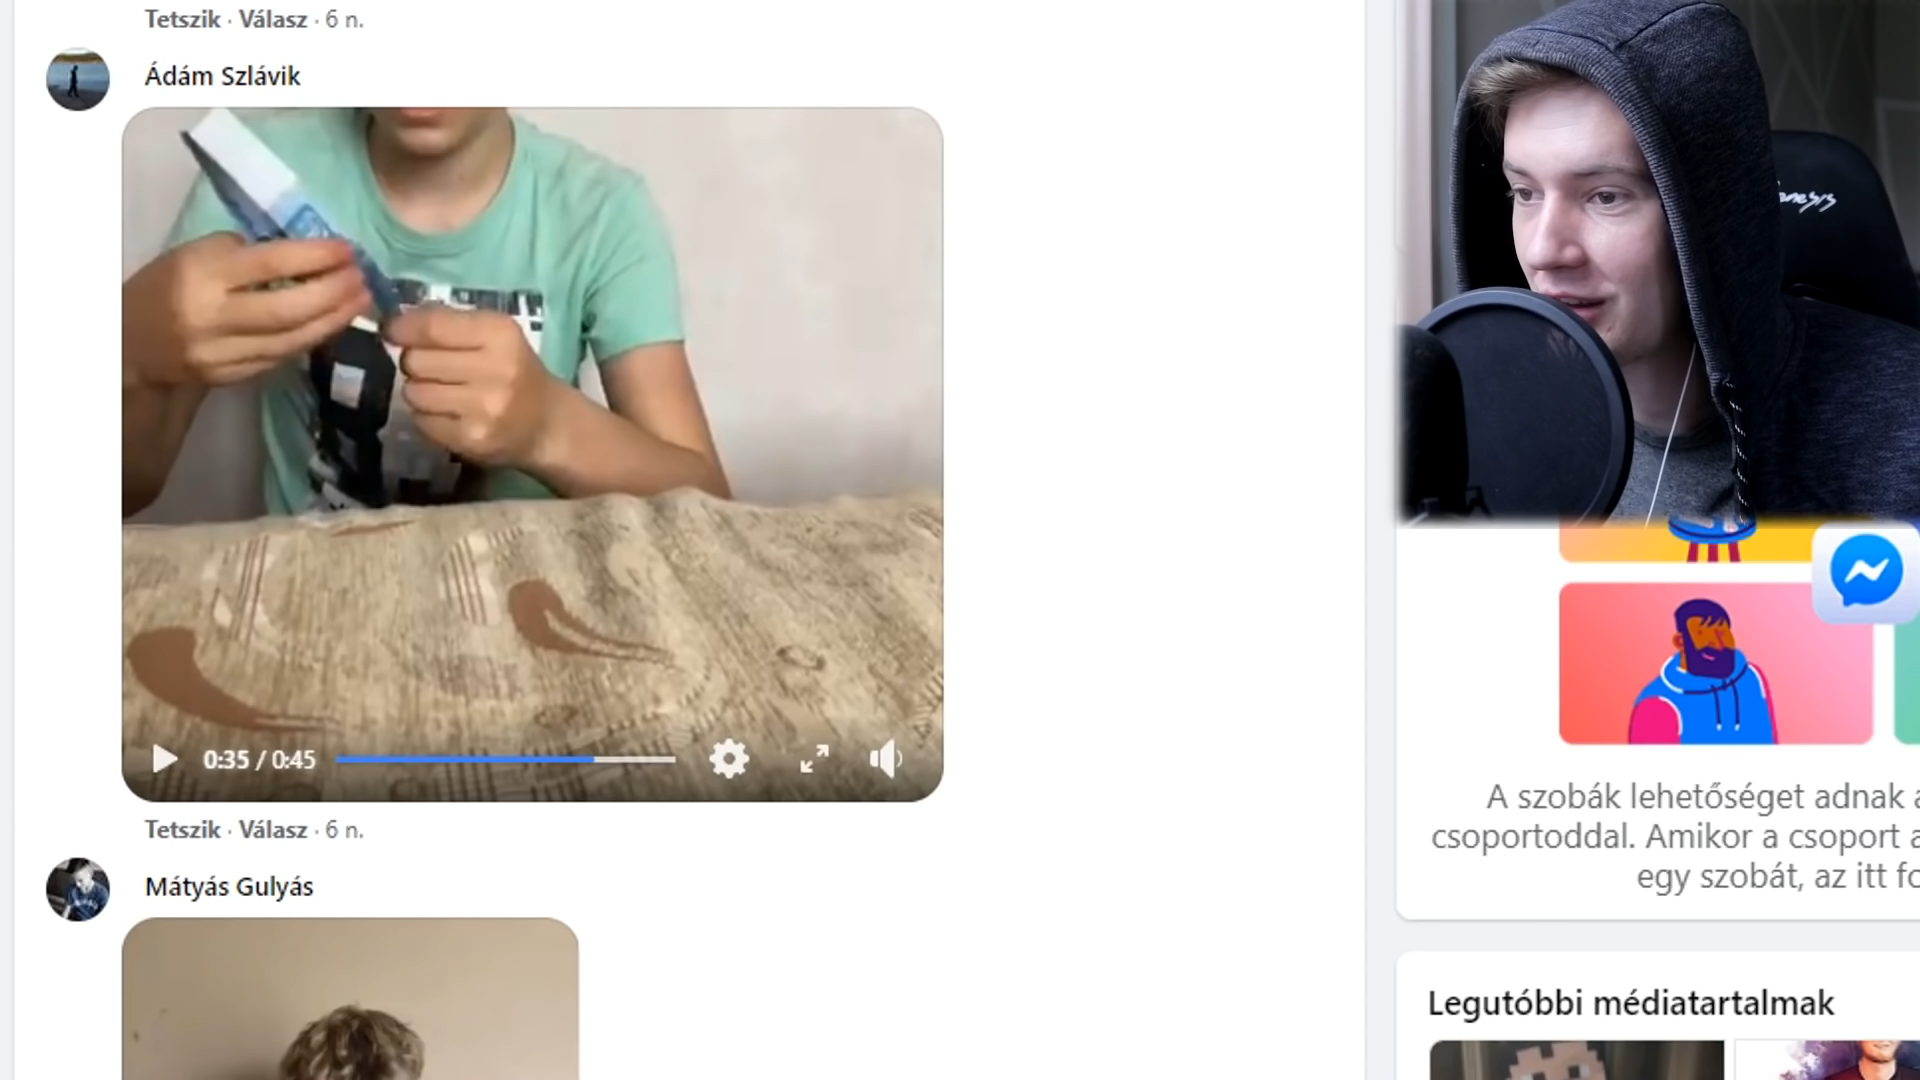 Tetszik · Válasz · 6 n.
Ádám Szlávik
0:35 / 0:45
Tetszik · Válasz · 6 n.
Mátyás Gulyás
A szobák lehetőséget adnak
csoportoddal. Amikor a csoport
egy szobát, az itt
Legutóbbi médiatartalmak